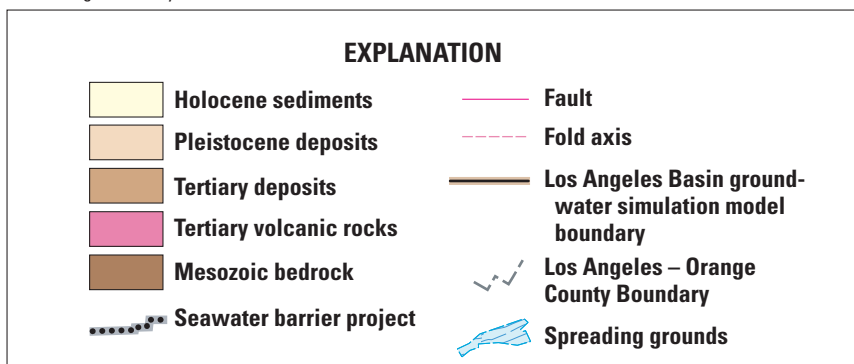 EXPLANATION
Holocene sediments
Pleistocene deposits
Tertiary deposits
Tertiary volcanic rocks
Mesozoic bedrock
Seawater barrier project
Fault
Fold axis
Los Angeles Basin ground-
water simulation model
boundary
Los Angeles – Orange
County Boundary
Spreading grounds